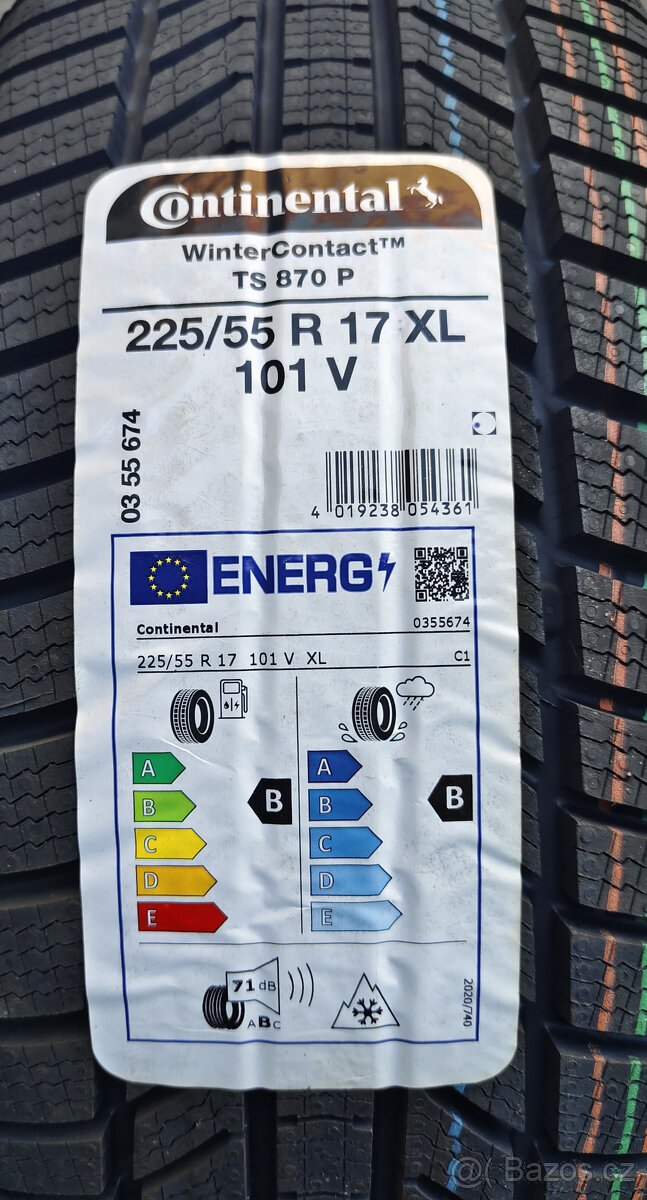 Continental
WinterContact™
TS 870 P
225/55 R 17 XL
101 V
03 55 674
4 019238 054361
ENERG
Continental 0355674
225/55 R 17 101 V XL C1
A A
B B B B
C C
D D
E E
71 dB
ABC
2020/740
@( Bazos.cz